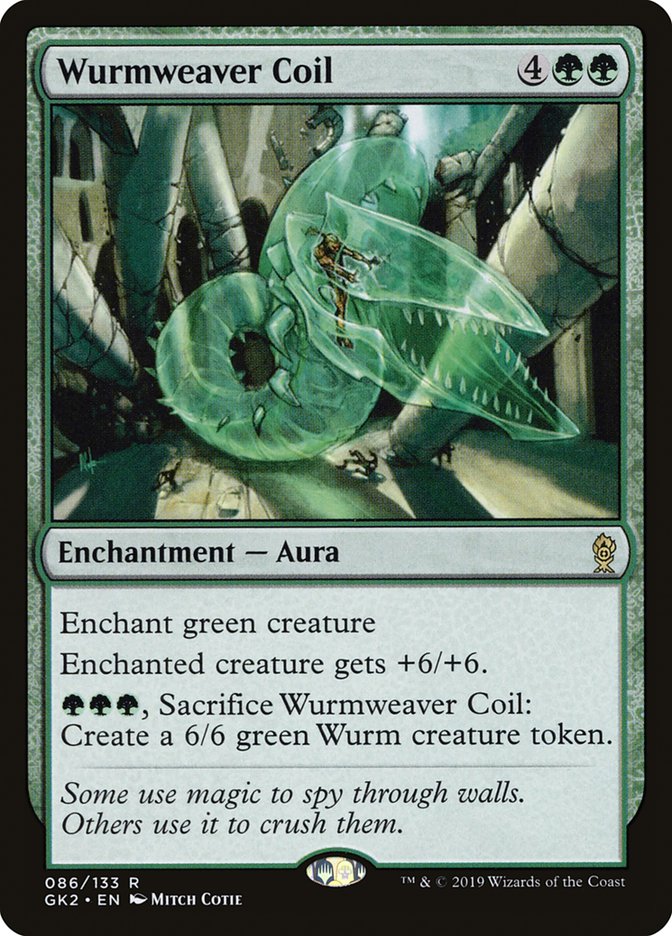 Wurmweaver Coil 4
Enchantment — Aura
Enchant green creature
Enchanted creature gets +6/+6.
, Sacrifice Wurmweaver Coil:
Create a 6/6 green Wurm creature token.
Some use magic to spy through walls.
Others use it to crush them.
086/133 R
GK2 • EN Mitch Cotie
™ & © 2019 Wizards of the Coast